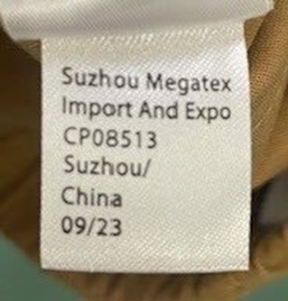 Suzhou Megatex
Import And Expo
CP08513
Suzhou/
China
09/23